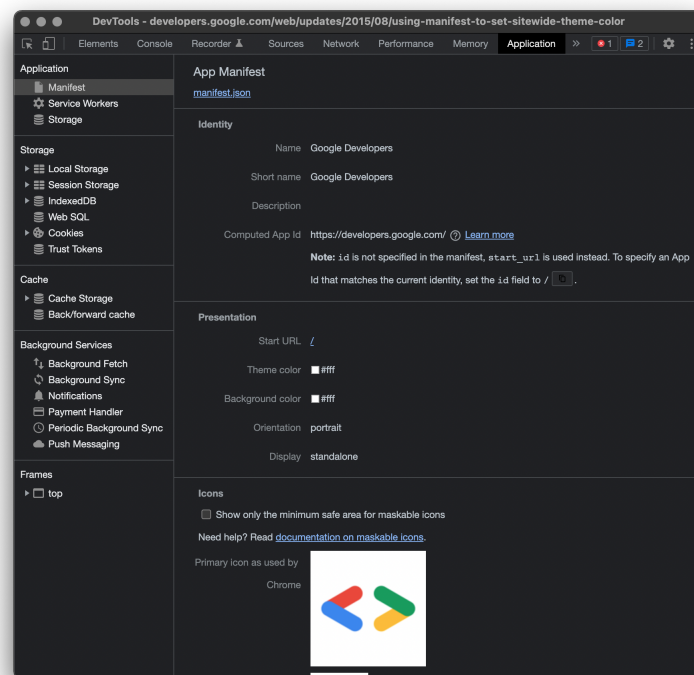 DevTools - developers.google.com/web/updates/2015/08/using-manifest-to-set-sitewide-theme-color
Elements Console Recorder Sources Network Performance Memory Application » 1 2
Application
Manifest
Service Workers
Storage
Storage
Local Storage
Session Storage
IndexedDB
Web SQL
Cookies
Trust Tokens
Cache
Cache Storage
Back/forward cache
Background Services
Background Fetch
Background Sync
Notifications
Payment Handler
Periodic Background Sync
Push Messaging
Frames
top
App Manifest
manifest.json
Identity
Name Google Developers
Short name Google Developers
Description
Computed App Id https://developers.google.com/ ? Learn more
Note: id is not specified in the manifest, start_url is used instead. To specify an App
Id that matches the current identity, set the id field to / .
Presentation
Start URL /
Theme color #fff
Background color #fff
Orientation portrait
Display standalone
Icons
Show only the minimum safe area for maskable icons
Need help? Read documentation on maskable icons.
Primary icon as used by
Chrome